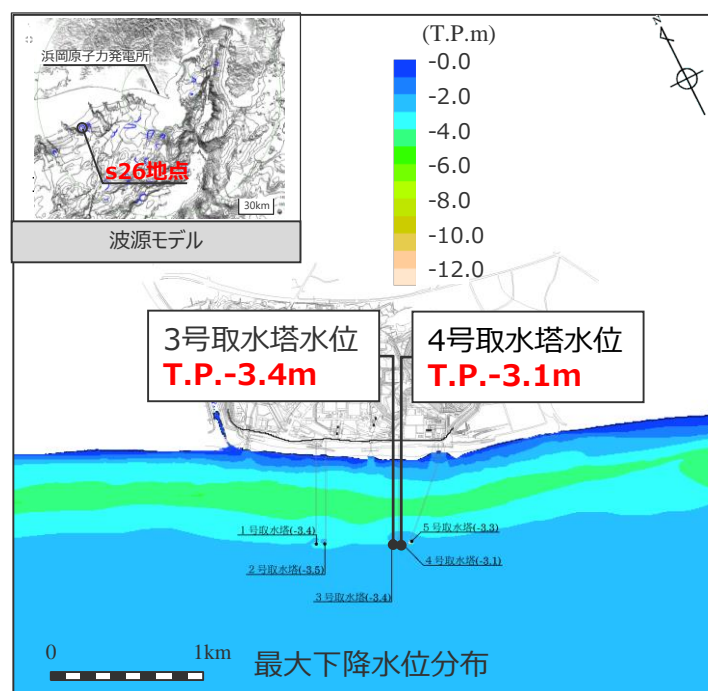 浜岡原子力発電所
s26地点
30km
波源モデル
(T.P.m)
-0.0
-2.0
-4.0
-6.0
-8.0
-10.0
-12.0
N
3号取水塔水位
T.P.-3.4m
4号取水塔水位
T.P.-3.1m
1号取水塔(-3.4)
2号取水塔(-3.5)
3号取水塔(-3.4)
5号取水塔(-3.3)
4号取水塔(-3.1)
0 1km
最大下降水位分布